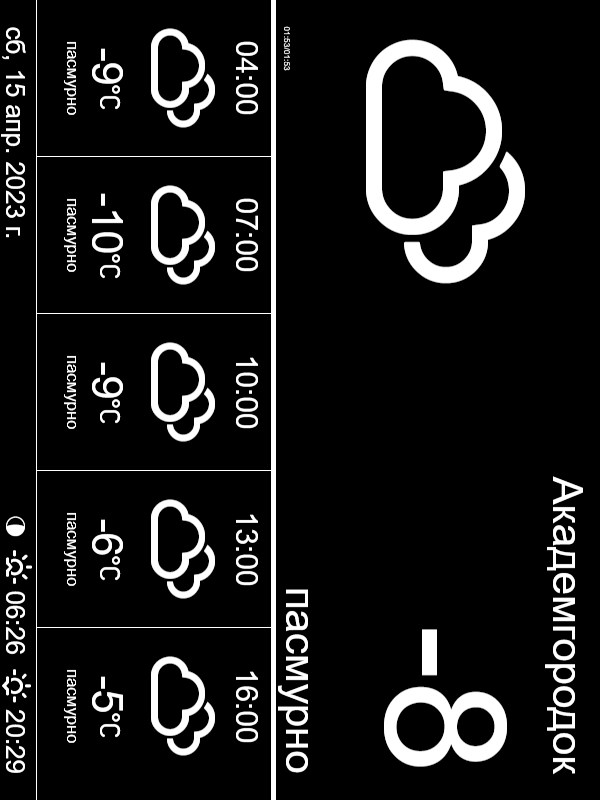 Академгородок
-8
01:53/01:53
пасмурно
04:00
-9°C
пасмурно
07:00
-10°C
пасмурно
10:00
-9°C
пасмурно
13:00
-6°C
пасмурно
16:00
-5°C
пасмурно
сб, 15 апр. 2023 г.
06:26 20:29